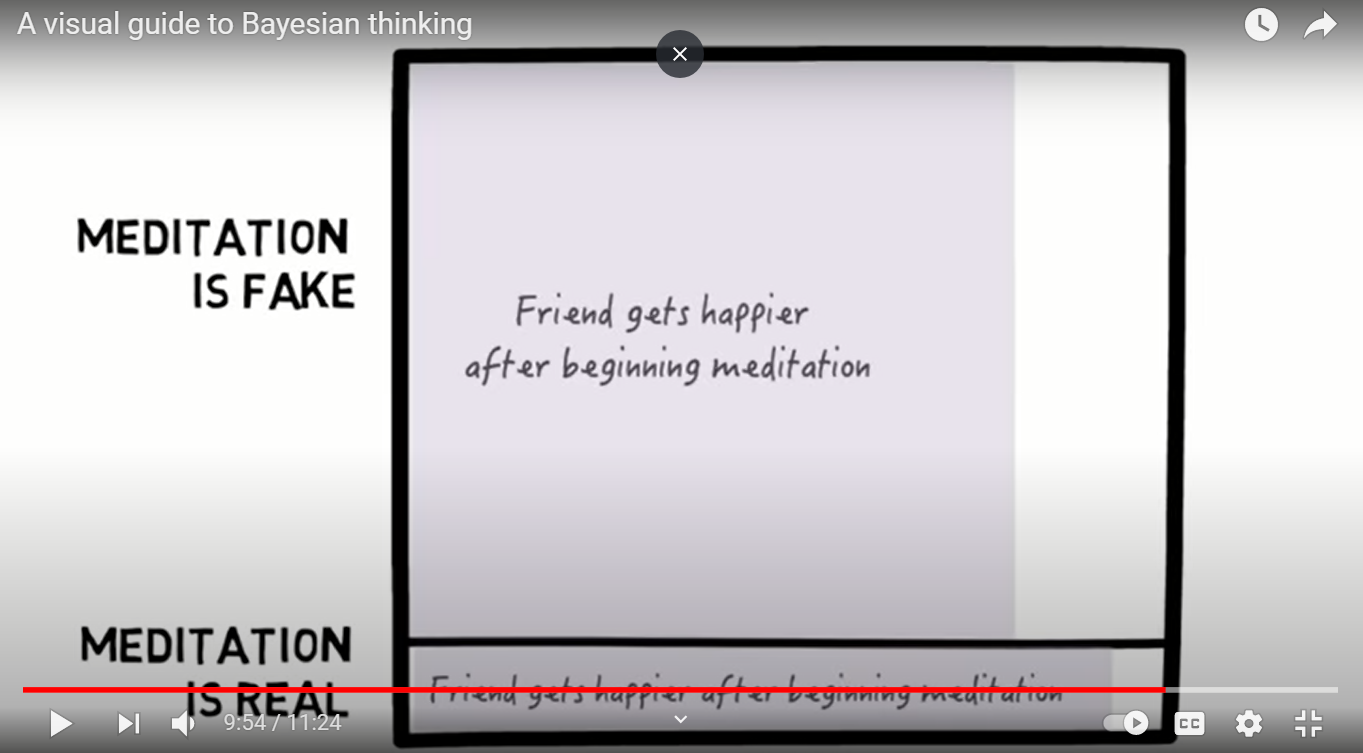 A visual guide to Bayesian thinking
MEDITATION
IS FAKE
Friend gets happier
after beginning meditation
MEDITATION
IS REAL
Friend gets happier after beginning meditation
9:54 / 11:24
CC